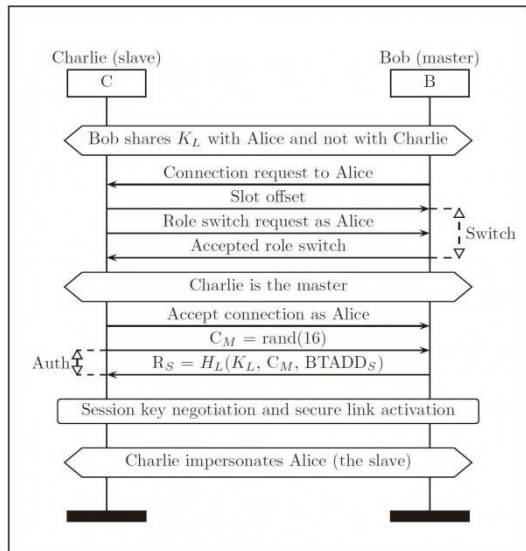 Charlie (slave)
Bob (master)
C
B
Bob shares K_L with Alice and not with Charlie
Connection request to Alice
Slot offset
Role switch request as Alice
Switch
Accepted role switch
Charlie is the master
Accept connection as Alice
C_M = rand(16)
Auth
R_S = H_L(K_L, C_M, BTADD_S)
Session key negotiation and secure link activation
Charlie impersonates Alice (the slave)